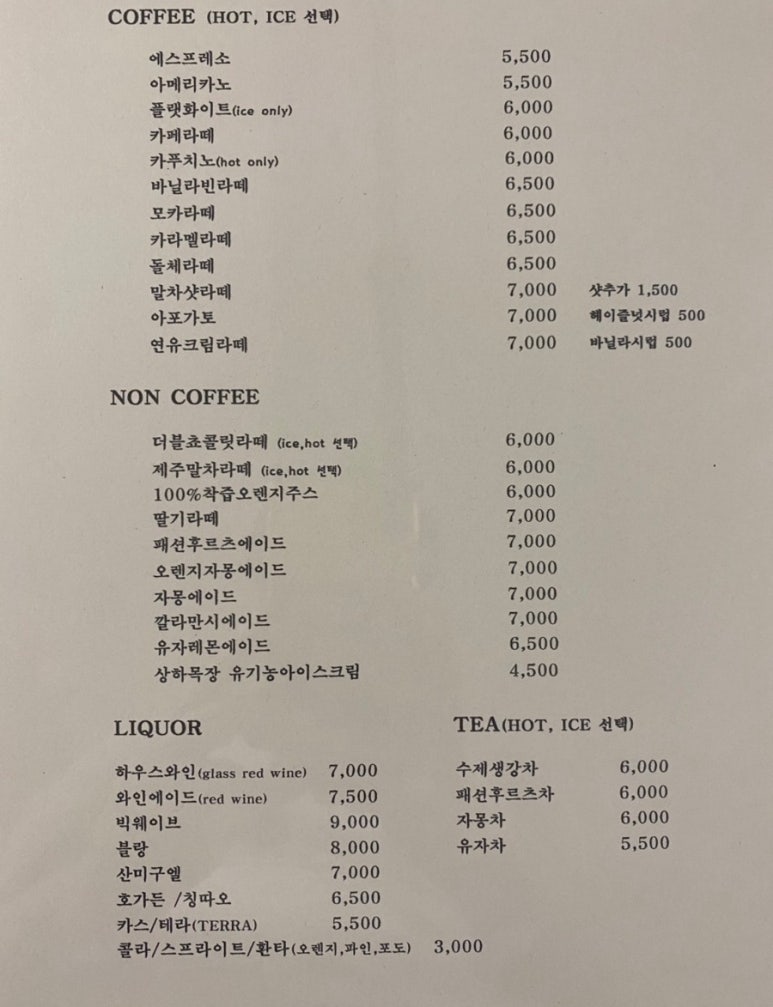 COFFEE (HOT, ICE 선택)
에스프레소 5,500
아메리카노 5,500
플랫화이트(ice only) 6,000
카페라떼 6,000
카푸치노(hot only) 6,000
바닐라빈라떼 6,500
모카라떼 6,500
카라멜라떼 6,500
돌체라떼 6,500
말차샷라떼 7,000 샷추가 1,500
아포가토 7,000 헤이즐넛시럽 500
연유크림라떼 7,000 바닐라시럽 500
NON COFFEE
더블쵸콜릿라떼 (ice,hot 선택) 6,000
제주말차라떼 (ice,hot 선택) 6,000
100%착즙오렌지주스 6,000
딸기라떼 7,000
패션후르츠에이드 7,000
오렌지자몽에이드 7,000
자몽에이드 7,000
깔라만시에이드 7,000
유자레몬에이드 6,500
상하목장 유기농아이스크림 4,500
LIQUOR
하우스와인(glass red wine) 7,000
와인에이드(red wine) 7,500
빅웨이브 9,000
블랑 8,000
산미구엘 7,000
호가든 /칭따오 6,500
카스/테라(TERRA) 5,500
콜라/스프라이트/환타(오렌지,파인,포도) 3,000
TEA(HOT, ICE 선택)
수제생강차 6,000
패션후르츠차 6,000
자몽차 6,000
유자차 5,500